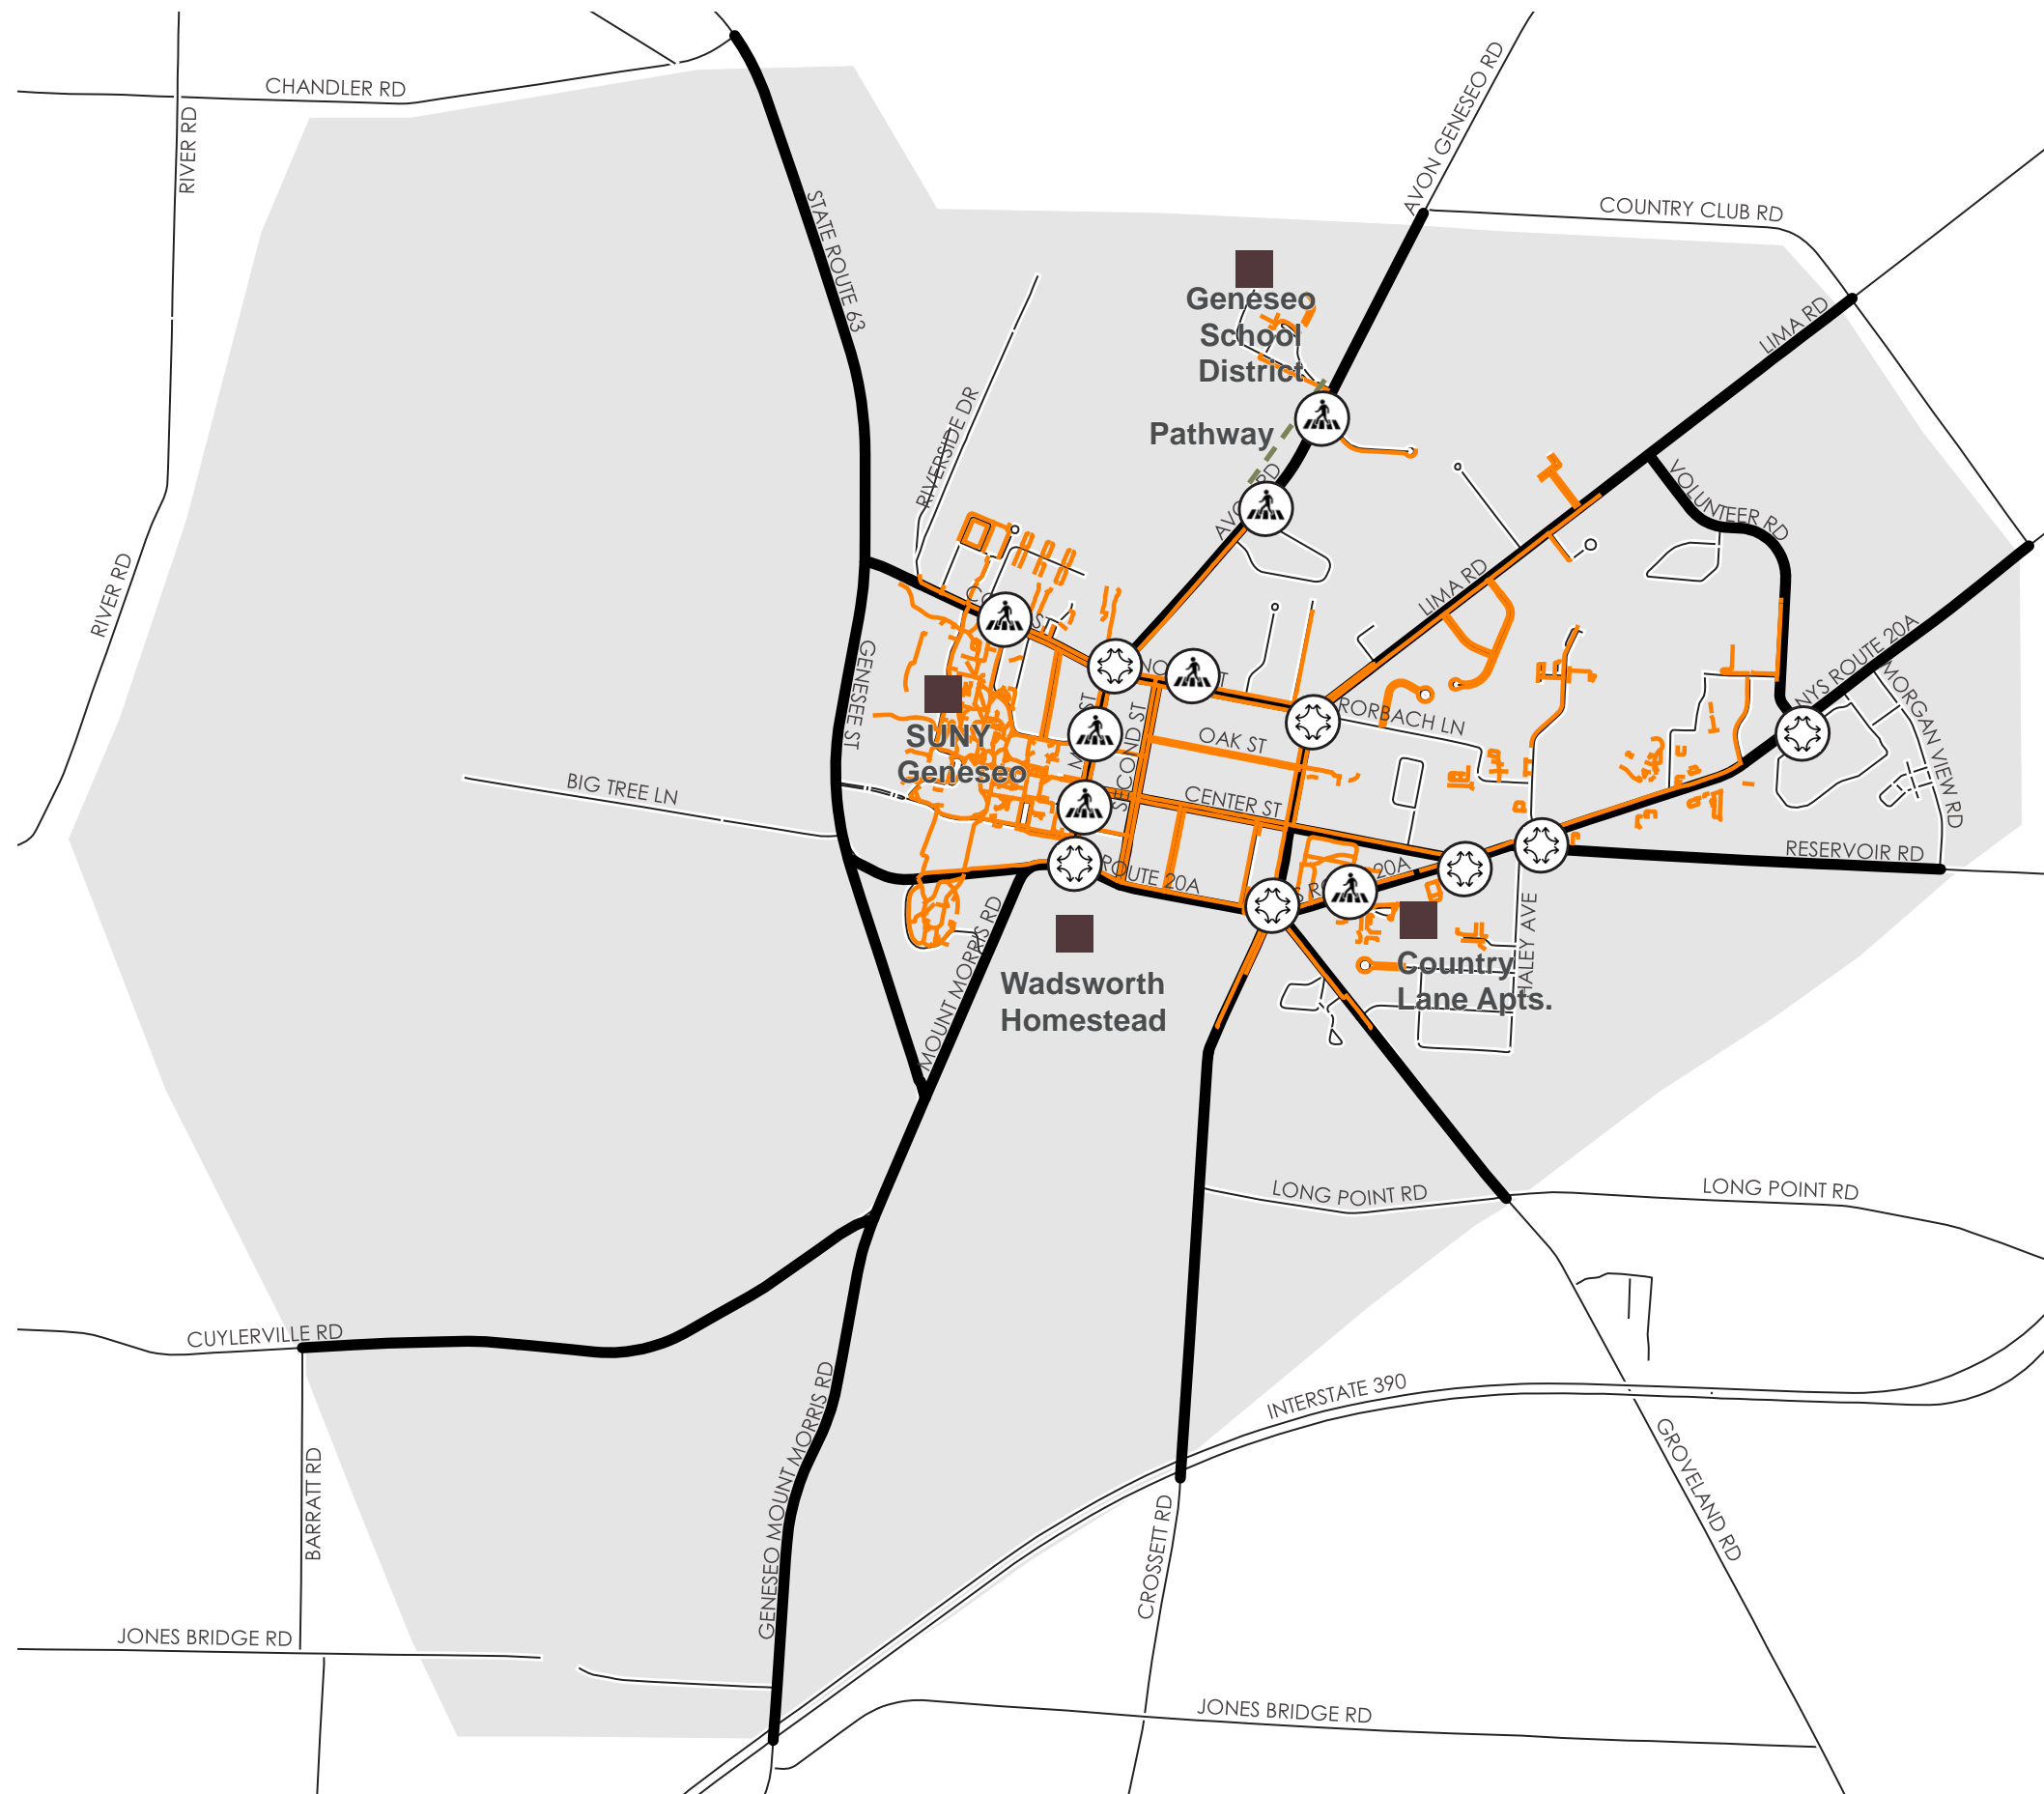 CHANDLER RD
RIVER RD
STATE ROUTE 63
AVON GENESEO RD
COUNTRY CLUB RD
LIMA RD
Geneseo
School
District
Pathway
RIVERSIDE DR
VOLUNTEER RD
RIVER RD
LIMA RD
NYS ROUTE 20A
MORGAN VIEW RD
GENESEE ST
RORBACH LN
OAK ST
SECOND ST
SUNY
Geneseo
BIG TREE LN
CENTER ST
ROUTE 20A
20A
RESERVOIR RD
HALEY AVE
MOUNT MORRIS RD
Wadsworth
Homestead
Country
Lane Apts.
LONG POINT RD
LONG POINT RD
CUYLERVILLE RD
INTERSTATE 390
GENESEO MOUNT MORRIS RD
BARRATT RD
GROVELAND RD
CROSSETT RD
JONES BRIDGE RD
JONES BRIDGE RD